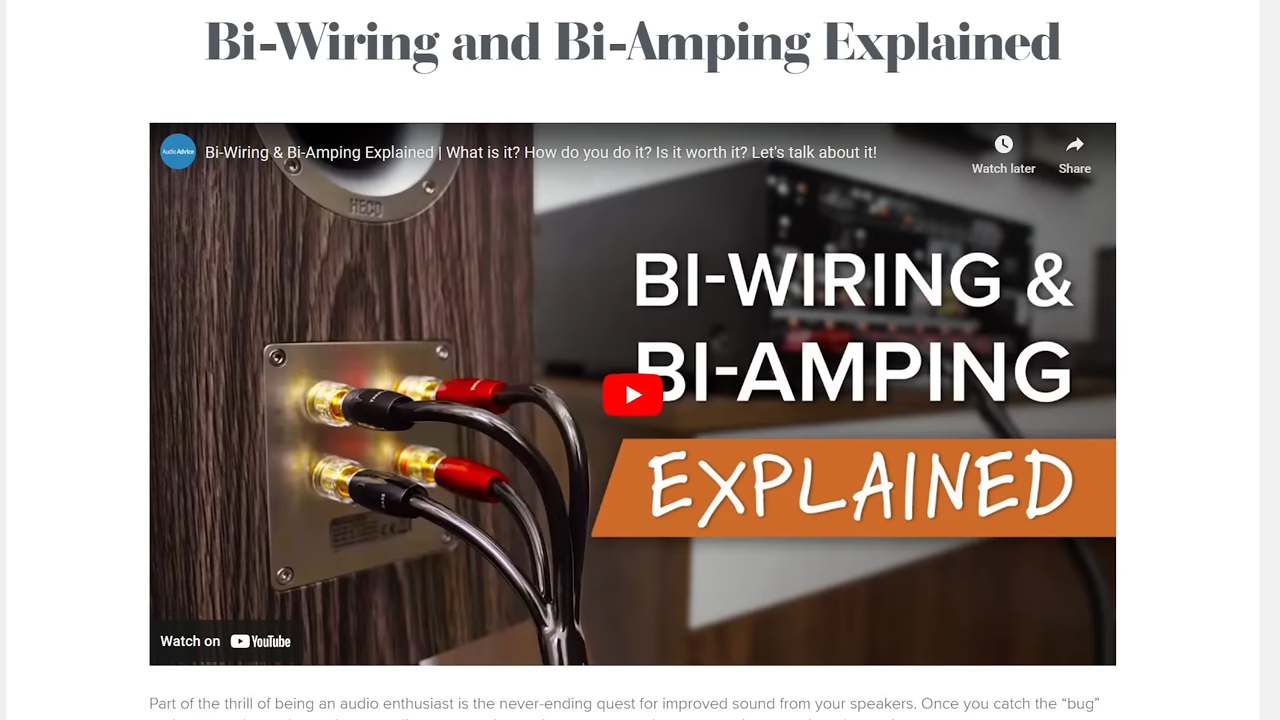 Bi-Wiring and Bi-Amping Explained
Audio Advice
Bi-Wiring & Bi-Amping Explained | What is it? How do you do it? Is it worth it? Let's talk about it!
Watch later
Share
HECO
BI-WIRING &
BI-AMPING
EXPLAINED
Watch on YouTube
Part of the thrill of being an audio enthusiast is the never-ending quest for improved sound from your speakers. Once you catch the “bug”